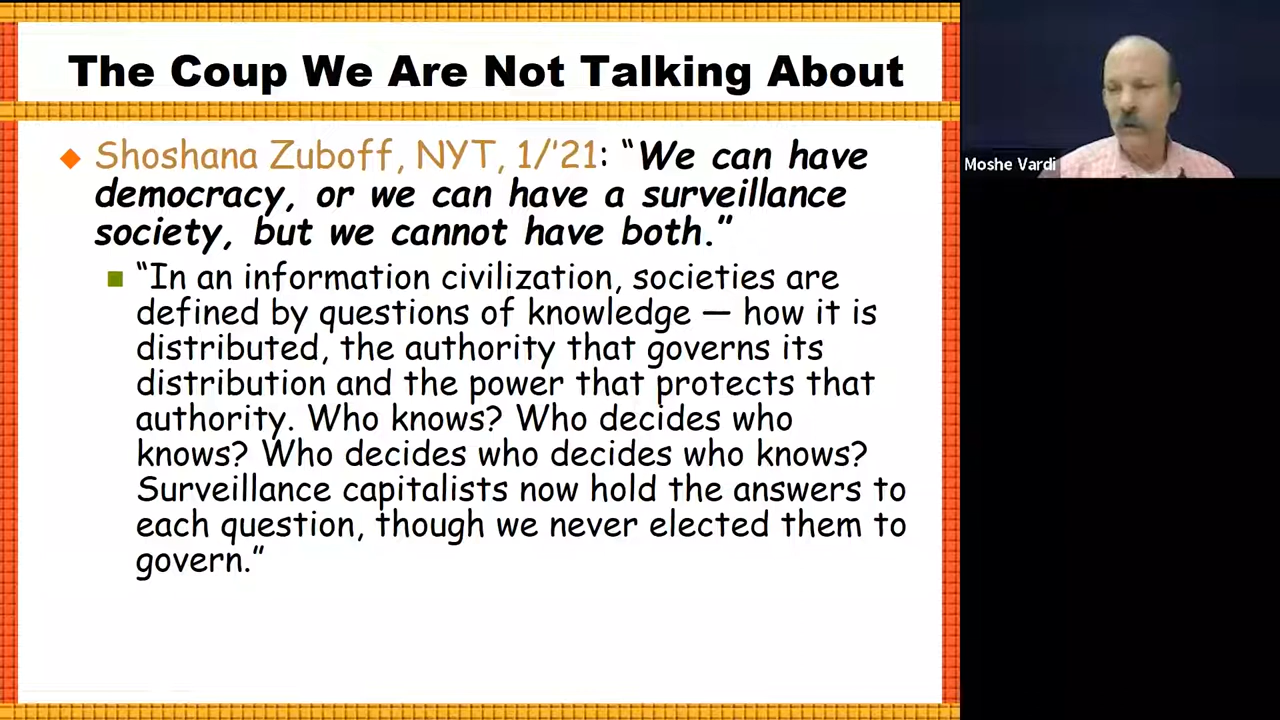 The Coup We Are Not Talking About
Shoshana Zuboff, NYT, 1/'21: “We can have
democracy, or we can have a surveillance
society, but we cannot have both.”
“In an information civilization, societies are
defined by questions of knowledge — how it is
distributed, the authority that governs its
distribution and the power that protects that
authority. Who knows? Who decides who
knows? Who decides who decides who knows?
Surveillance capitalists now hold the answers to
each question, though we never elected them to
govern.”
Moshe Vardi